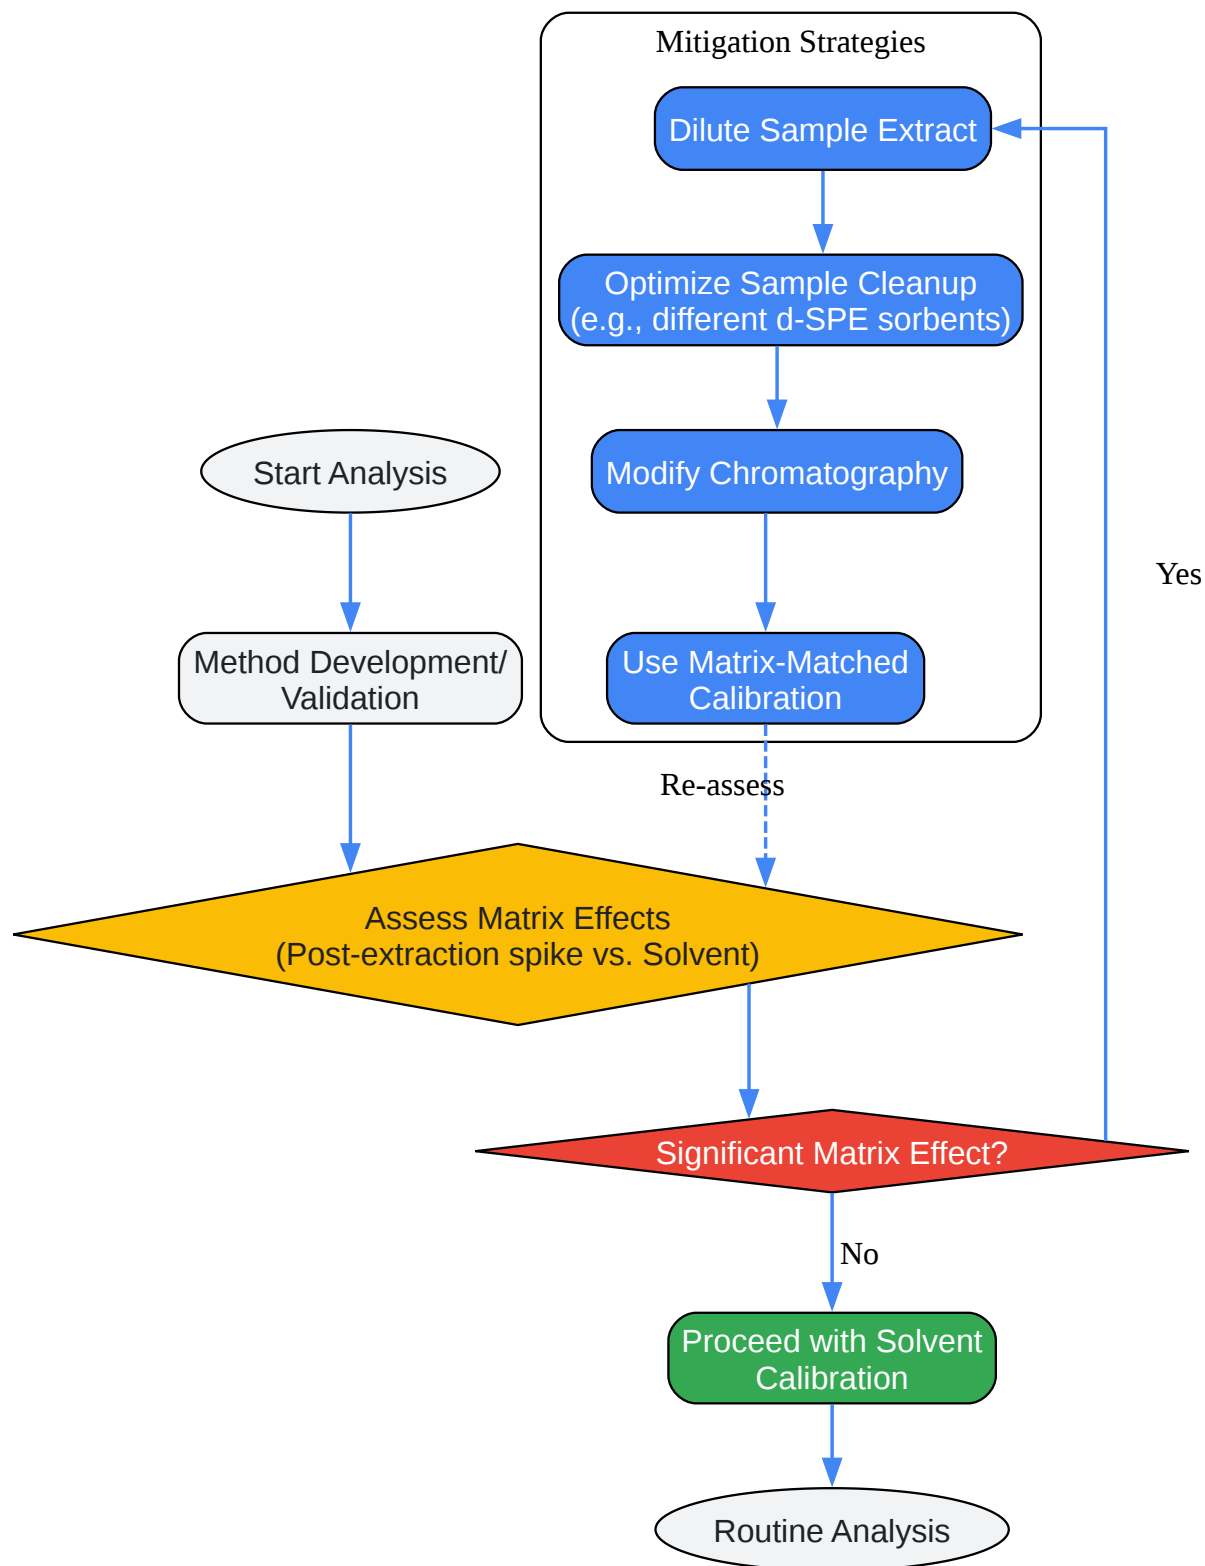 Mitigation Strategies
Dilute Sample Extract
Optimize Sample Cleanup
(e.g., different d-SPE sorbents)
Modify Chromatography
Use Matrix-Matched
Calibration
Start Analysis
Method Development/
Validation
Yes
Re-assess
Assess Matrix Effects
(Post-extraction spike vs. Solvent)
Significant Matrix Effect?
No
Proceed with Solvent
Calibration
Routine Analysis